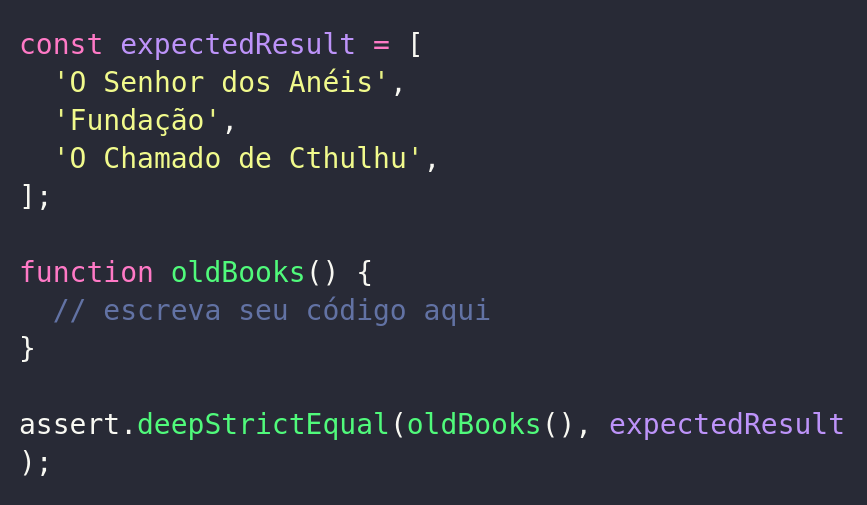 const expectedResult = [
  'O Senhor dos Anéis',
  'Fundação',
  'O Chamado de Cthulhu',
];
function oldBooks() {
  // escreva seu código aqui
}
assert.deepStrictEqual(oldBooks(), expectedResult
);